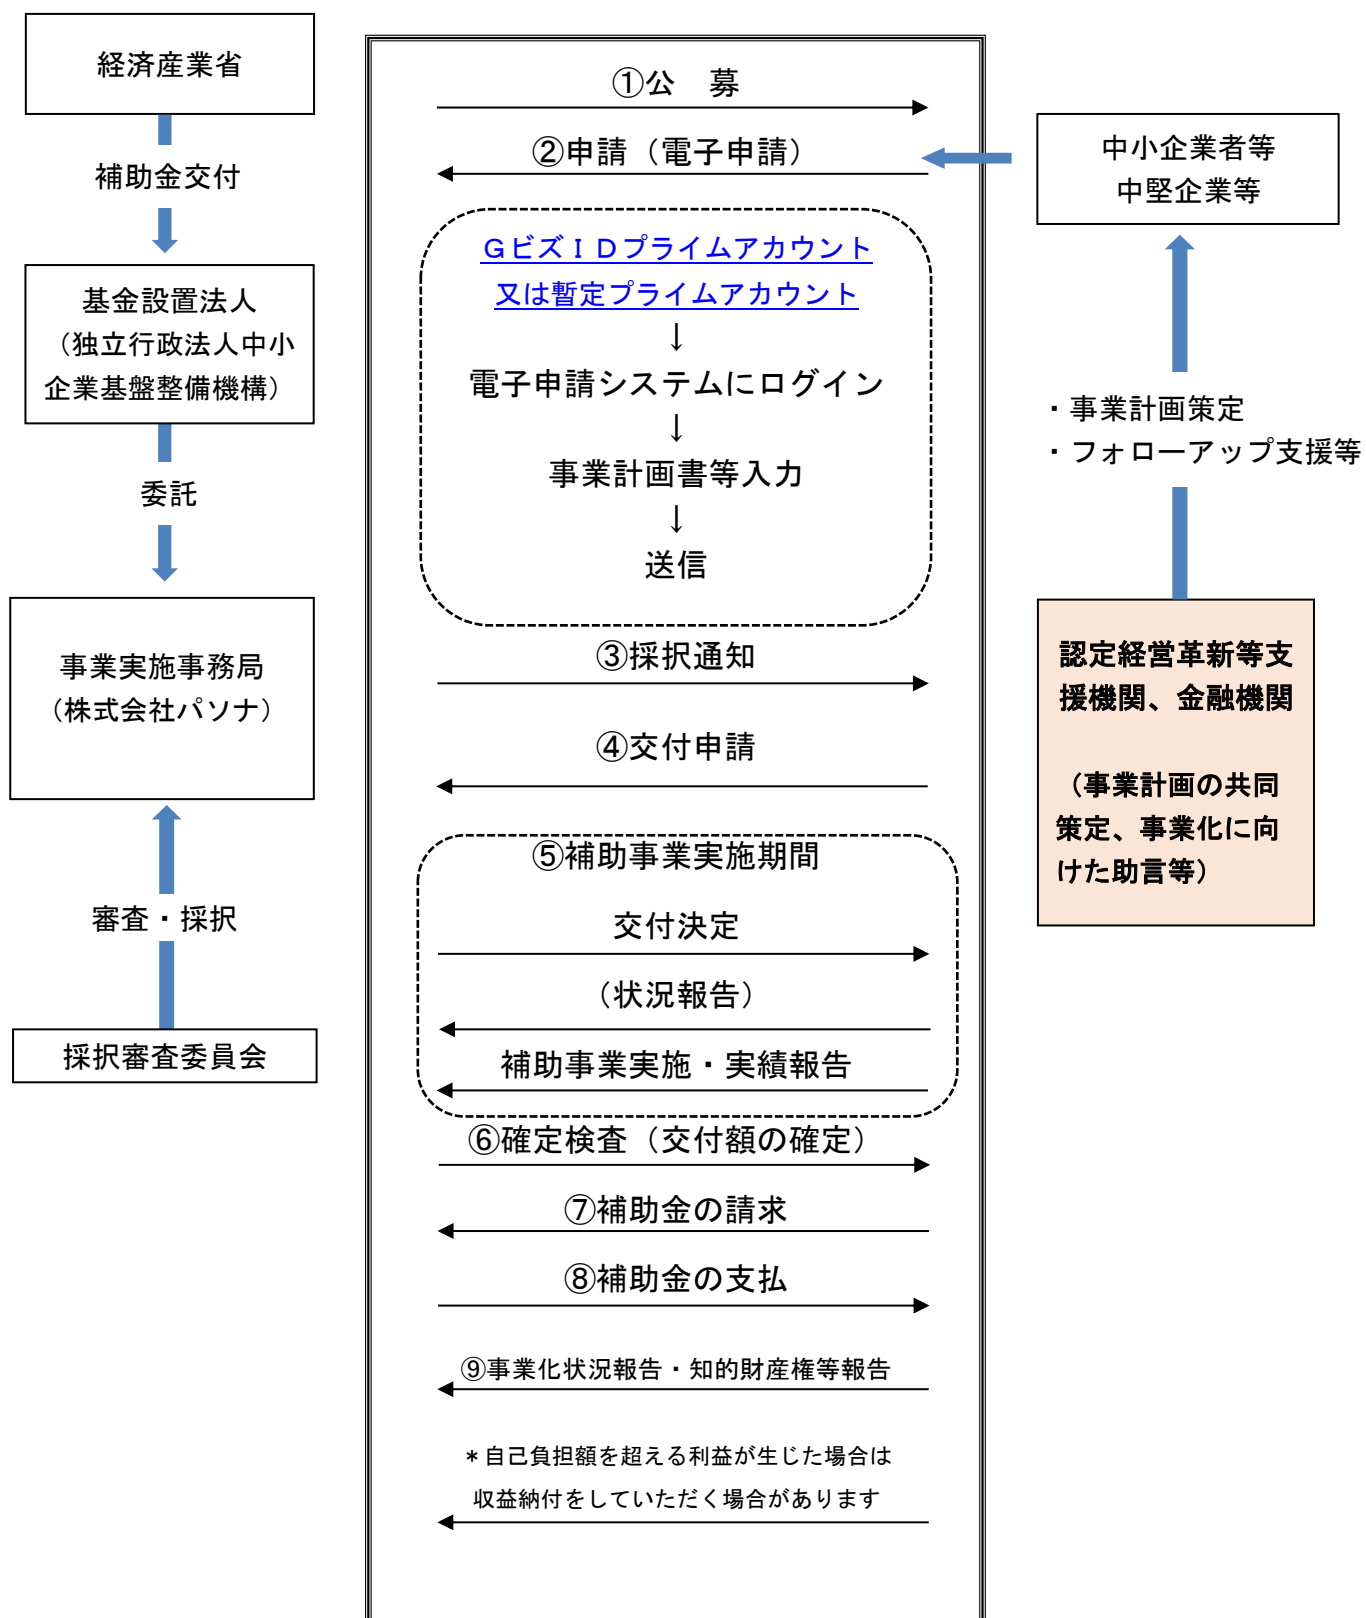 経済産業省
補助金交付
基金設置法人
（独立行政法人中小
企業基盤整備機構）
委託
事業実施事務局
（株式会社パソナ）
審査・採択
採択審査委員会
①公　募
②申請（電子申請）
ＧビズＩＤプライムアカウント
又は暫定プライムアカウント
↓
電子申請システムにログイン
↓
事業計画書等入力
↓
送信
③採択通知
④交付申請
⑤補助事業実施期間
交付決定
（状況報告）
補助事業実施・実績報告
⑥確定検査（交付額の確定）
⑦補助金の請求
⑧補助金の支払
⑨事業化状況報告・知的財産権等報告
＊自己負担額を超える利益が生じた場合は
収益納付をしていただく場合があります
中小企業者等
中堅企業等
・事業計画策定
・フォローアップ支援等
認定経営革新等支
援機関、金融機関
（事業計画の共同
策定、事業化に向
けた助言等）